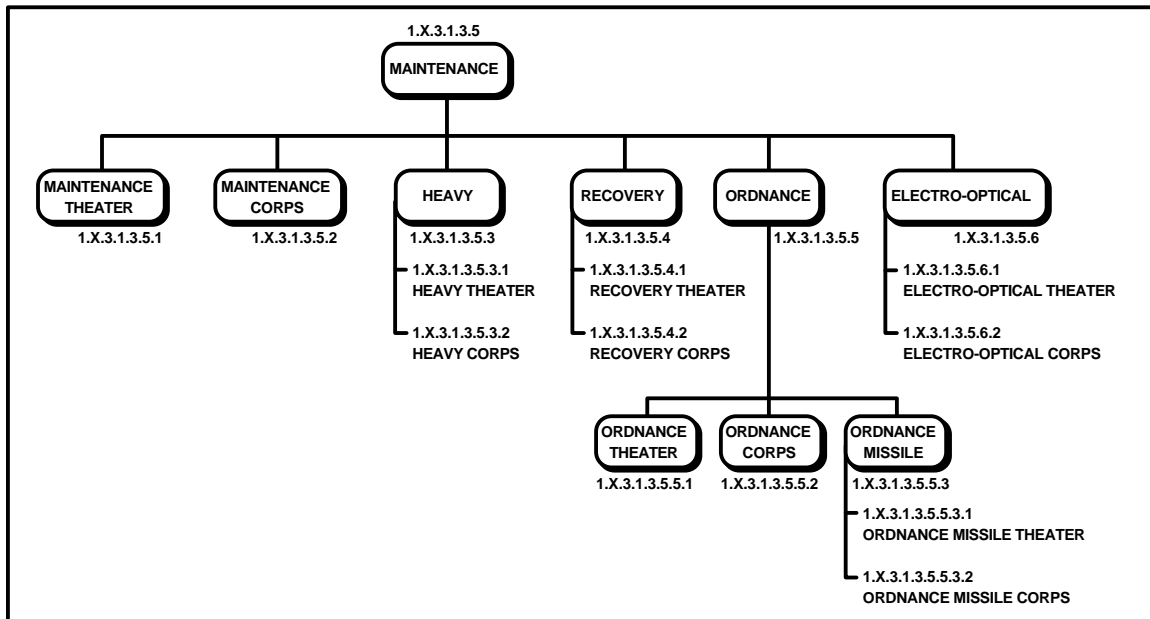 1.X.3.1.3.5
MAINTENANCE
MAINTENANCE
THEATER
1.X.3.1.3.5.1
MAINTENANCE
CORPS
1.X.3.1.3.5.2
HEAVY
1.X.3.1.3.5.3
1.X.3.1.3.5.3.1
HEAVY THEATER
1.X.3.1.3.5.3.2
HEAVY CORPS
RECOVERY
1.X.3.1.3.5.4
1.X.3.1.3.5.4.1
RECOVERY THEATER
1.X.3.1.3.5.4.2
RECOVERY CORPS
ORDNANCE
1.X.3.1.3.5.5
ORDNANCE
THEATER
1.X.3.1.3.5.5.1
ORDNANCE
CORPS
1.X.3.1.3.5.5.2
ORDNANCE
MISSILE
1.X.3.1.3.5.5.3
1.X.3.1.3.5.5.3.1
ORDNANCE MISSILE THEATER
1.X.3.1.3.5.5.3.2
ORDNANCE MISSILE CORPS
ELECTRO-OPTICAL
1.X.3.1.3.5.6
1.X.3.1.3.5.6.1
ELECTRO-OPTICAL THEATER
1.X.3.1.3.5.6.2
ELECTRO-OPTICAL CORPS